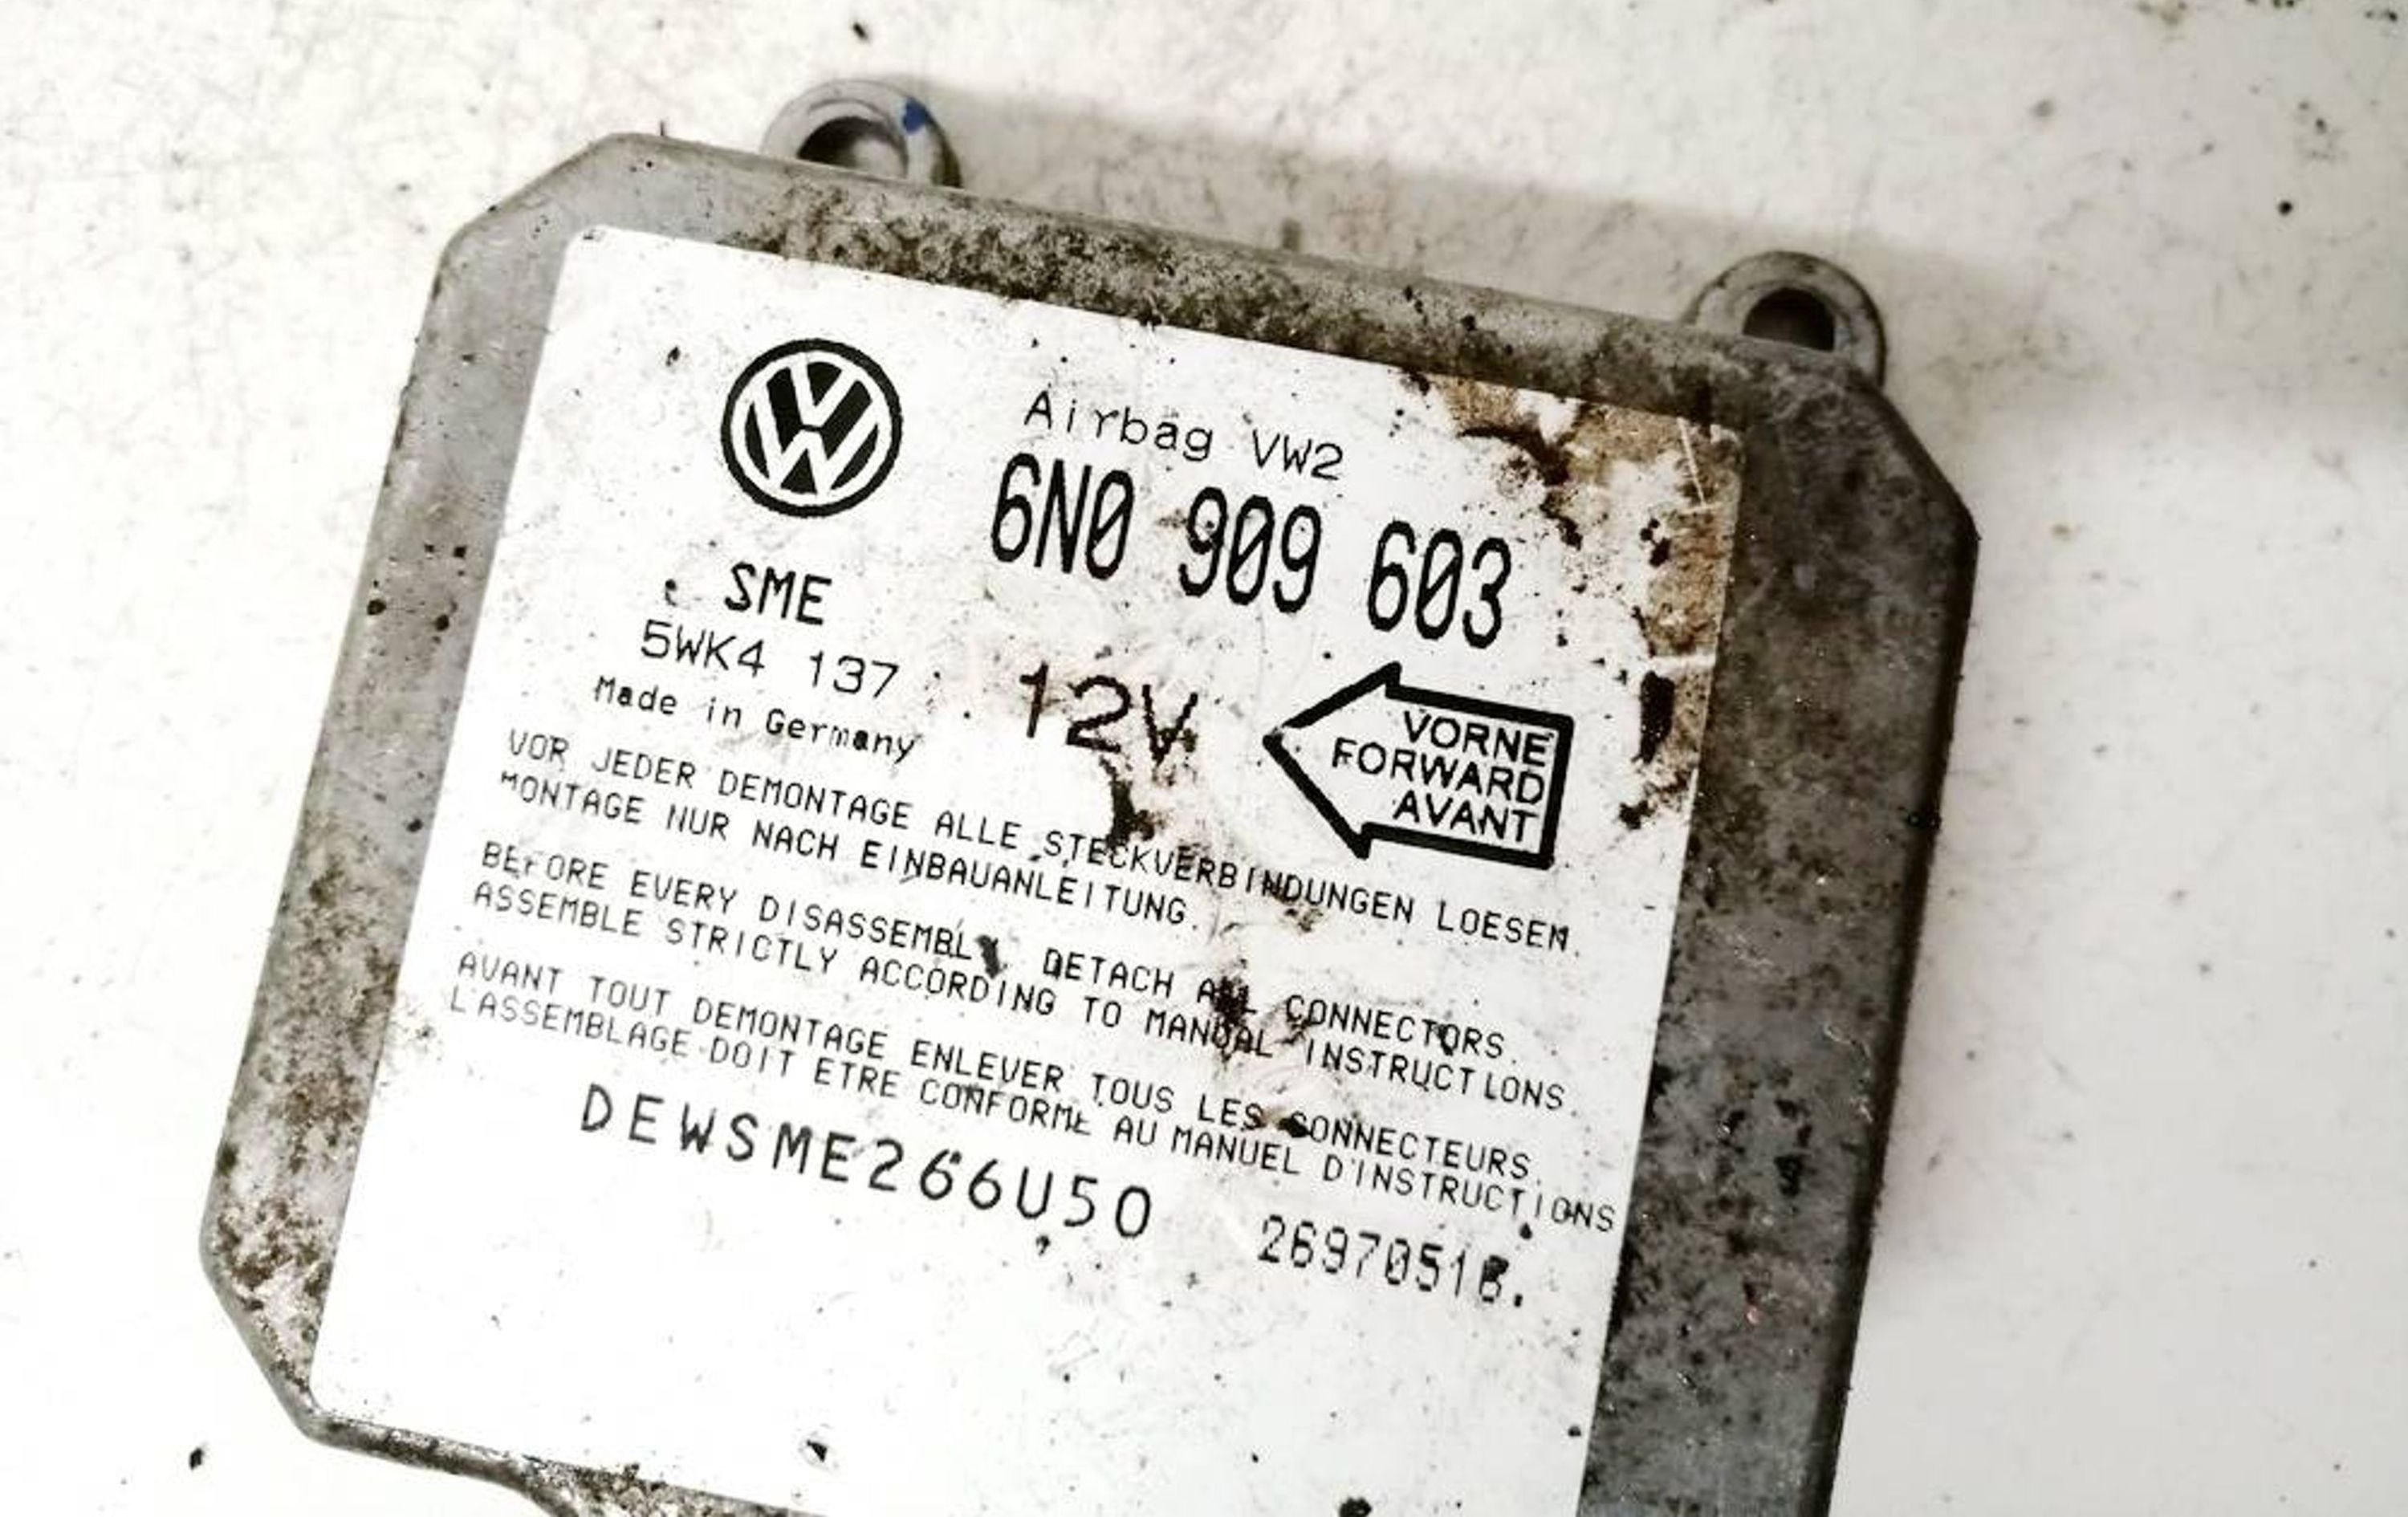 Airbag VW2
6N0 909 603
SME
5WK4 137
Made in Germany
12V
VORNE
FORWARD
AVANT
VOR JEDER DEMONTAGE ALLE STECKVERBINDUNGEN LOESEN.
MONTAGE NUR NACH EINBAUANLEITUNG.
BEFORE EVERY DISASSEMBLY DETACH ALL CONNECTORS.
ASSEMBLE STRICTLY ACCORDING TO MANUAL INSTRUCTIONS.
AVANT TOUT DEMONTAGE ENLEVER TOUS LES CONNECTEURS.
L'ASSEMBLAGE DOIT ETRE CONFORME AU MANUEL D'INSTRUCTIONS
DEWSME266U50